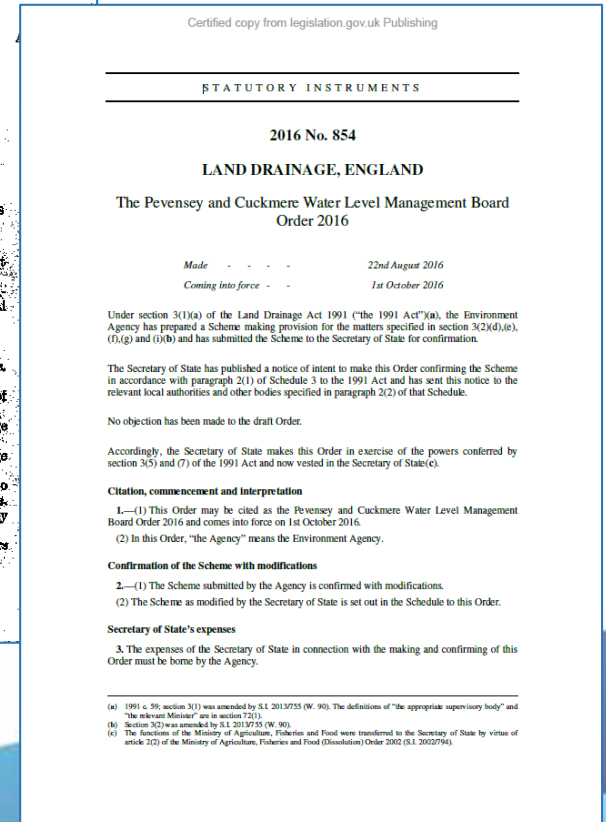 Certified copy from legislation.gov.uk Publishing
STATUTORY INSTRUMENTS
2016 No. 854
LAND DRAINAGE, ENGLAND
The Pevensey and Cuckmere Water Level Management Board
Order 2016
Made - - - - 22nd August 2016
Coming into force - - 1st October 2016
Under section 3(1)(a) of the Land Drainage Act 1991 (“the 1991 Act”)(a), the Environment
Agency has prepared a Scheme making provision for the matters specified in section 3(2)(d),(e),
(f),(g) and (i)(b) and has submitted the Scheme to the Secretary of State for confirmation.
The Secretary of State has published a notice of intent to make this Order confirming the Scheme
in accordance with paragraph 2(1) of Schedule 3 to the 1991 Act and has sent this notice to the
relevant local authorities and other bodies specified in paragraph 2(2) of that Schedule.
No objection has been made to the draft Order.
Accordingly, the Secretary of State makes this Order in exercise of the powers conferred by
section 3(5) and (7) of the 1991 Act and now vested in the Secretary of State(c).
Citation, commencement and interpretation
1.—(1) This Order may be cited as the Pevensey and Cuckmere Water Level Management
Board Order 2016 and comes into force on 1st October 2016.
(2) In this Order, “the Agency” means the Environment Agency.
Confirmation of the Scheme with modifications
2.—(1) The Scheme submitted by the Agency is confirmed with modifications.
(2) The Scheme as modified by the Secretary of State is set out in the Schedule to this Order.
Secretary of State’s expenses
3. The expenses of the Secretary of State in connection with the making and confirming of this
Order must be borne by the Agency.
(a) 1991 c. 59; section 3(1) was amended by S.I. 2013/755 (W. 90). The definitions of “the appropriate supervisory body” and
“the relevant Minister” are in section 72(1).
(b) Section 3(2) was amended by S.I. 2013/755 (W. 90).
(c) The functions of the Ministry of Agriculture, Fisheries and Food were transferred to the Secretary of State by virtue of
article 2(2) of the Ministry of Agriculture, Fisheries and Food (Dissolution) Order 2002 (S.I. 2002/794).